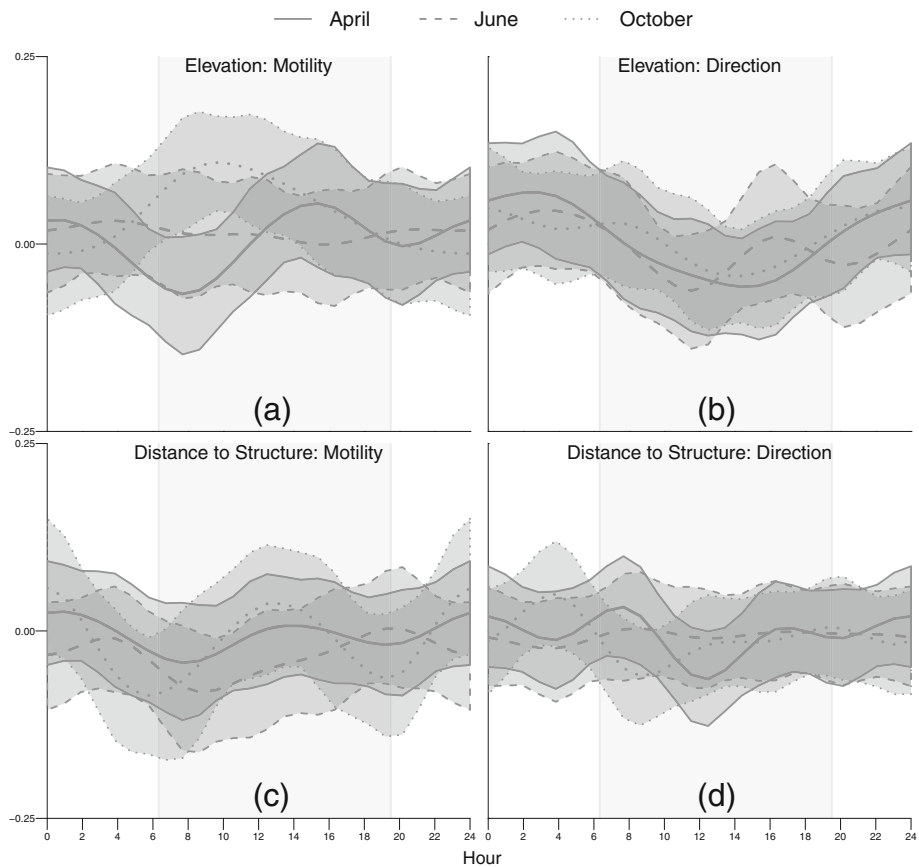 April June October
0.25
Elevation: Motility Elevation: Direction
0.00
(a) (b)
−0.25
0.25
Distance to Structure: Motility Distance to Structure: Direction
0.00
(c) (d)
−0.25
0 2 4 6 8 10 12 14 16 18 20 22 24 0 2 4 6 8 10 12 14 16 18 20 22 24
Hour